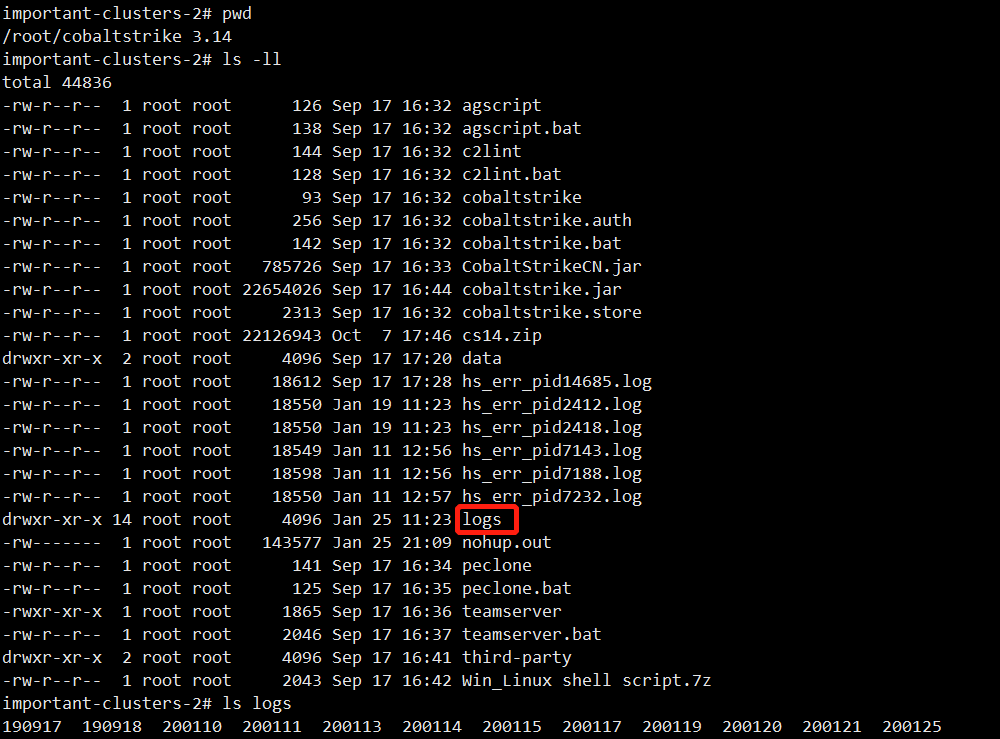 important-clusters-2# pwd
/root/cobaltstrike 3.14
important-clusters-2# ls -ll
total 44836
-rw-r--r--  1 root root      126 Sep 17 16:32 agscript
-rw-r--r--  1 root root      138 Sep 17 16:32 agscript.bat
-rw-r--r--  1 root root      144 Sep 17 16:32 c2lint
-rw-r--r--  1 root root      128 Sep 17 16:32 c2lint.bat
-rw-r--r--  1 root root       93 Sep 17 16:32 cobaltstrike
-rw-r--r--  1 root root      256 Sep 17 16:32 cobaltstrike.auth
-rw-r--r--  1 root root      142 Sep 17 16:32 cobaltstrike.bat
-rw-r--r--  1 root root   785726 Sep 17 16:33 CobaltStrikeCN.jar
-rw-r--r--  1 root root 22654026 Sep 17 16:44 cobaltstrike.jar
-rw-r--r--  1 root root     2313 Sep 17 16:32 cobaltstrike.store
-rw-r--r--  1 root root 22126943 Oct  7 17:46 cs14.zip
drwxr-xr-x  2 root root     4096 Sep 17 17:20 data
-rw-r--r--  1 root root    18612 Sep 17 17:28 hs_err_pid14685.log
-rw-r--r--  1 root root    18550 Jan 19 11:23 hs_err_pid2412.log
-rw-r--r--  1 root root    18550 Jan 19 11:23 hs_err_pid2418.log
-rw-r--r--  1 root root    18549 Jan 11 12:56 hs_err_pid7143.log
-rw-r--r--  1 root root    18598 Jan 11 12:56 hs_err_pid7188.log
-rw-r--r--  1 root root    18550 Jan 11 12:57 hs_err_pid7232.log
drwxr-xr-x 14 root root     4096 Jan 25 11:23 logs
-rw-------  1 root root   143577 Jan 25 21:09 nohup.out
-rw-r--r--  1 root root      141 Sep 17 16:34 peclone
-rw-r--r--  1 root root      125 Sep 17 16:35 peclone.bat
-rwxr-xr-x  1 root root     1865 Sep 17 16:36 teamserver
-rw-r--r--  1 root root     2046 Sep 17 16:37 teamserver.bat
drwxr-xr-x  2 root root     4096 Sep 17 16:41 third-party
-rw-r--r--  1 root root     2043 Sep 17 16:42 Win_Linux shell script.7z
important-clusters-2# ls logs
190917  190918  200110  200111  200113  200114  200115  200117  200119  200120  200121  200125